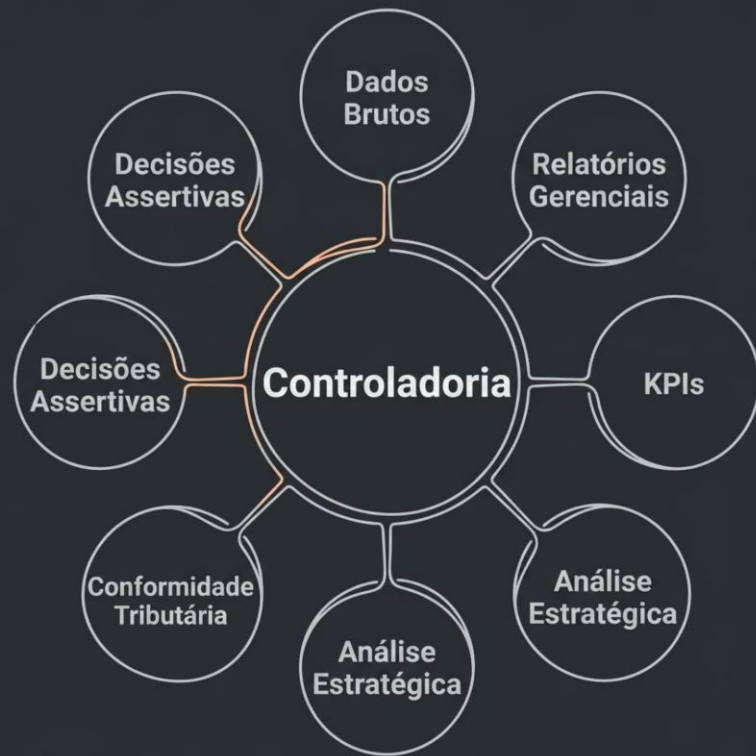 Dados
Brutos
Relatórios
Gerenciais
KPIs
Análise
Estratégica
Análise
Estratégica
Conformidade
Tributária
Decisões
Assertivas
Decisões
Assertivas
Controladoria